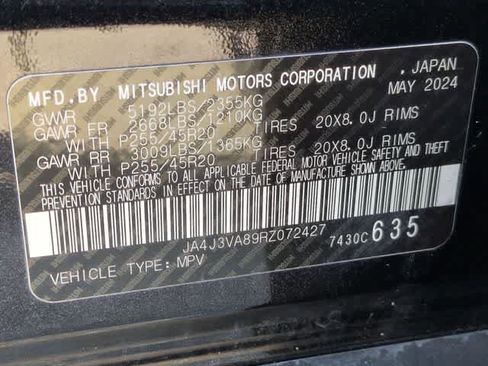 MFD.BY MITSUBISHI MOTORS CORPORATION . JAPAN
GVWR 5192LBS/2355KG MAY 2024
GAWR FR 2668LBS/1210KG
WITH P255/45R20 TIRES 20X8.0J RIMS
GAWR RR 3009LBS/1365KG
WITH P255/45R20 TIRES 20X8.0J RIMS
THIS VEHICLE CONFORMS TO ALL APPLICABLE FEDERAL MOTOR VEHICLE SAFETY AND THEFT
PREVENTION STANDARDS IN EFFECT ON THE DATE OF MANUFACTURE SHOWN ABOVE.
JA4J3VA89RZ072427 7430C 635
VEHICLE TYPE:MPV